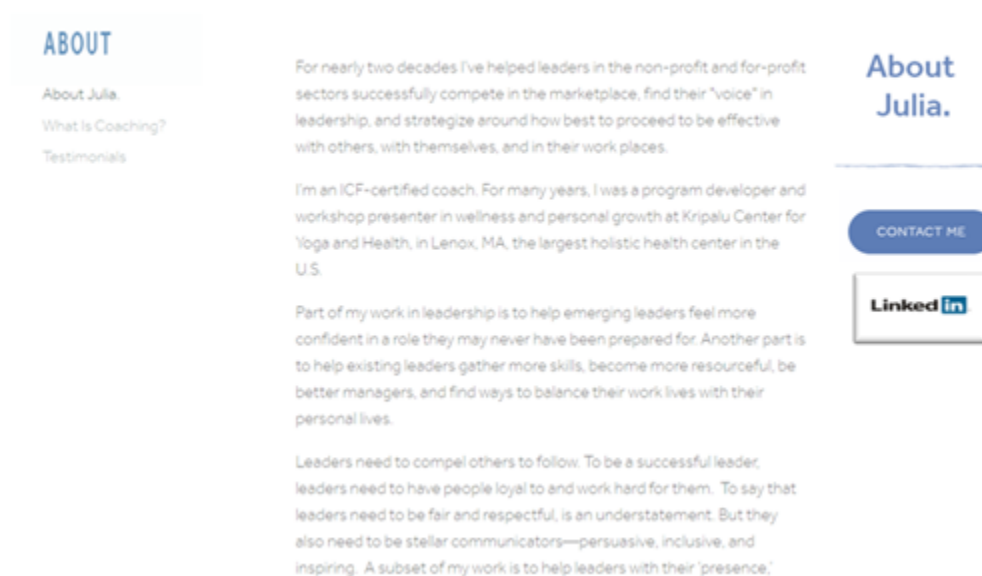 ABOUT
About Julia.
What Is Coaching?
Testimonials
For nearly two decades I've helped leaders in the non-profit and for-profit
sectors successfully compete in the marketplace, find their "voice" in
leadership, and strategize around how best to proceed to be effective
with others, with themselves, and in their work places.
I'm an ICF-certified coach. For many years, I was a program developer and
workshop presenter in wellness and personal growth at Kripalu Center for
Yoga and Health, in Lenox, MA, the largest holistic health center in the
U.S.
Part of my work in leadership is to help emerging leaders feel more
confident in a role they may never have been prepared for. Another part is
to help existing leaders gather more skills, become more resourceful, be
better managers, and find ways to balance their work lives with their
personal lives.
Leaders need to compel others to follow. To be a successful leader,
leaders need to have people loyal to and work hard for them. To say that
leaders need to be fair and respectful, is an understatement. But they
also need to be stellar communicators—persuasive, inclusive, and
inspiring. A subset of my work is to help leaders with their 'presence,'
About
Julia.
CONTACT ME
Linked in